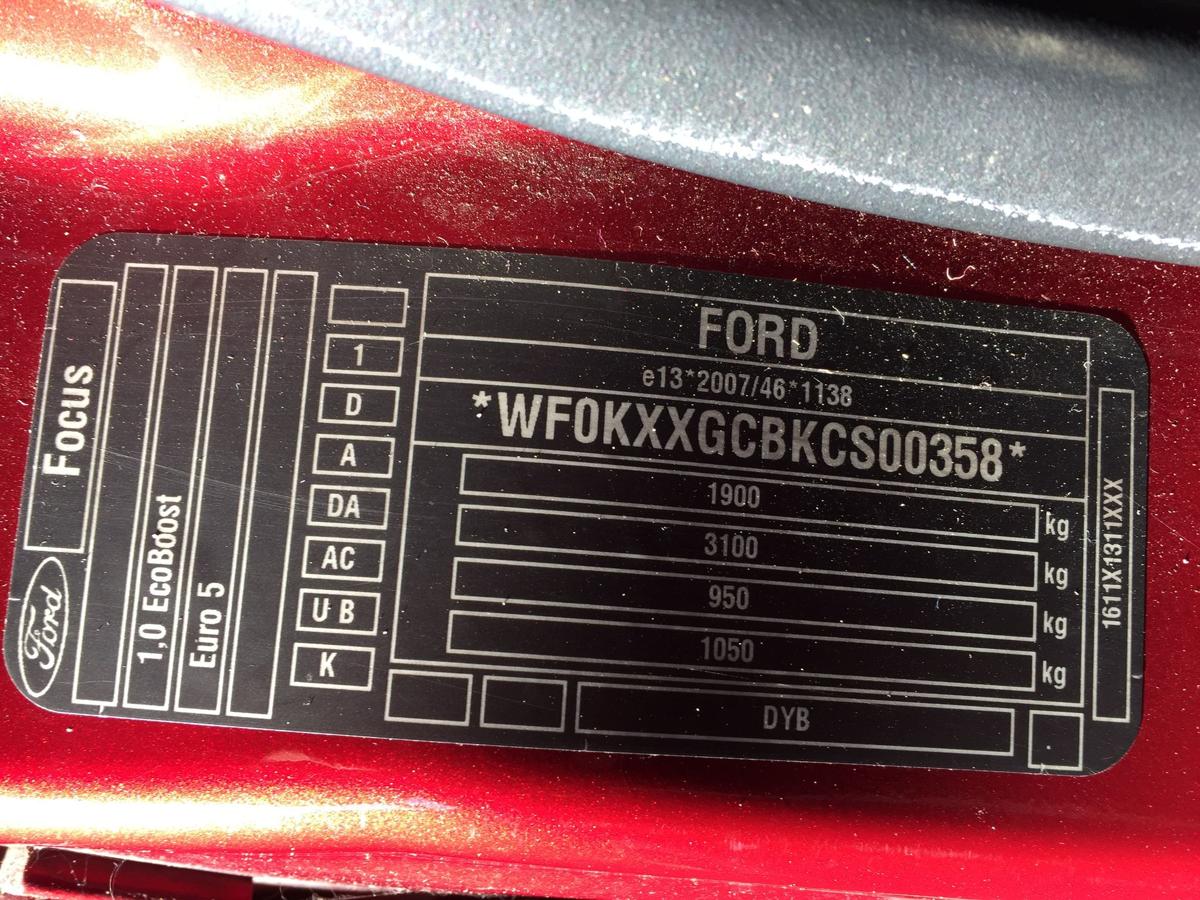 FORD
e13*2007/46*1138
*WF0KXXGCBKCS00358*
1900 kg
3100 kg
950 kg
1050 kg
DYB
1611X1311XXX
1
D
A
DA
AC
U B
K
Focus
1,0 EcoBoost
Euro 5
Ford